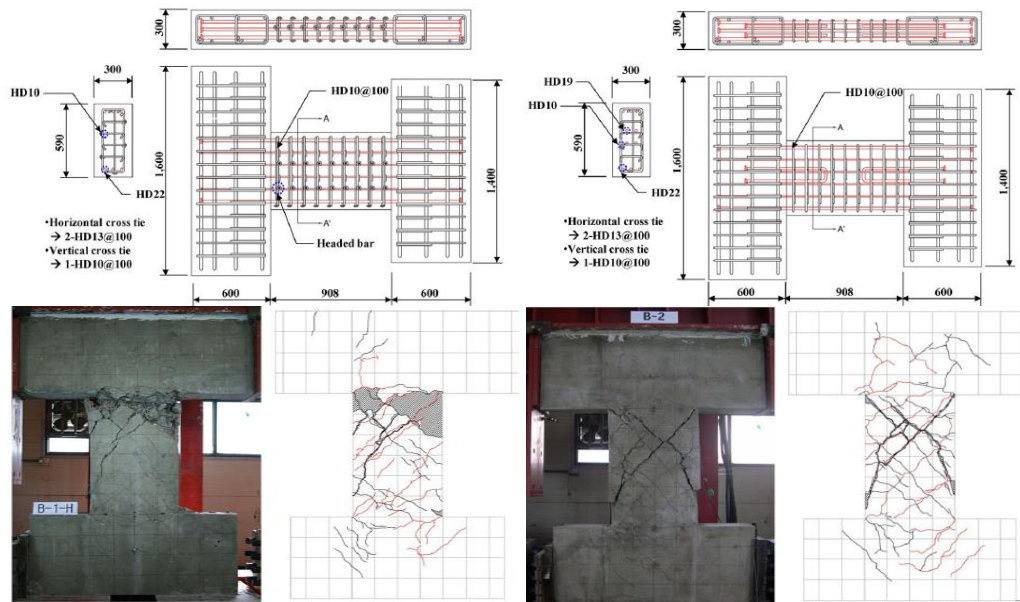 300
300
HD10
590
HD22
•Horizontal cross tie
→ 2-HD13@100
•Vertical cross tie
→ 1-HD10@100
1,600
HD10@100
A
A'
Headed bar
1,400
600
908
600
300
300
HD19
HD10
590
HD22
•Horizontal cross tie
→ 2-HD13@100
•Vertical cross tie
→ 1-HD10@100
1,600
HD10@100
A
A'
1,400
600
908
600
B-1-H
B-2